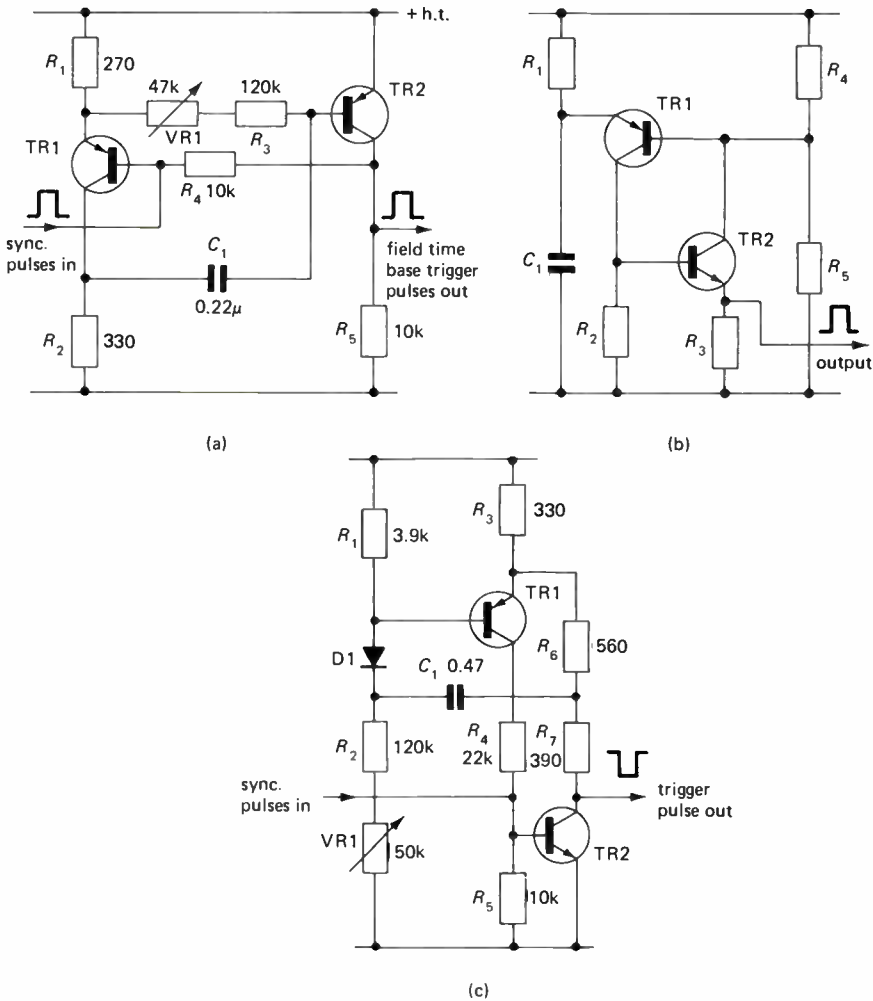 + h.t.
R1 270
47k
120k
TR2
VR1
R3
TR1
R4 10k
sync.
pulses in
C1
0.22μ
field time
base trigger
pulses out
R2 330
R5 10k
(a)
R1
R4
TR1
C1
TR2
R2
R3
R5
output
(b)
R3 330
R1 3.9k
TR1
D1
C1 0.47
R6 560
R2 120k
R4
22k
R7
390
sync.
pulses in
trigger
pulse out
VR1
50k
TR2
R5 10k
(c)